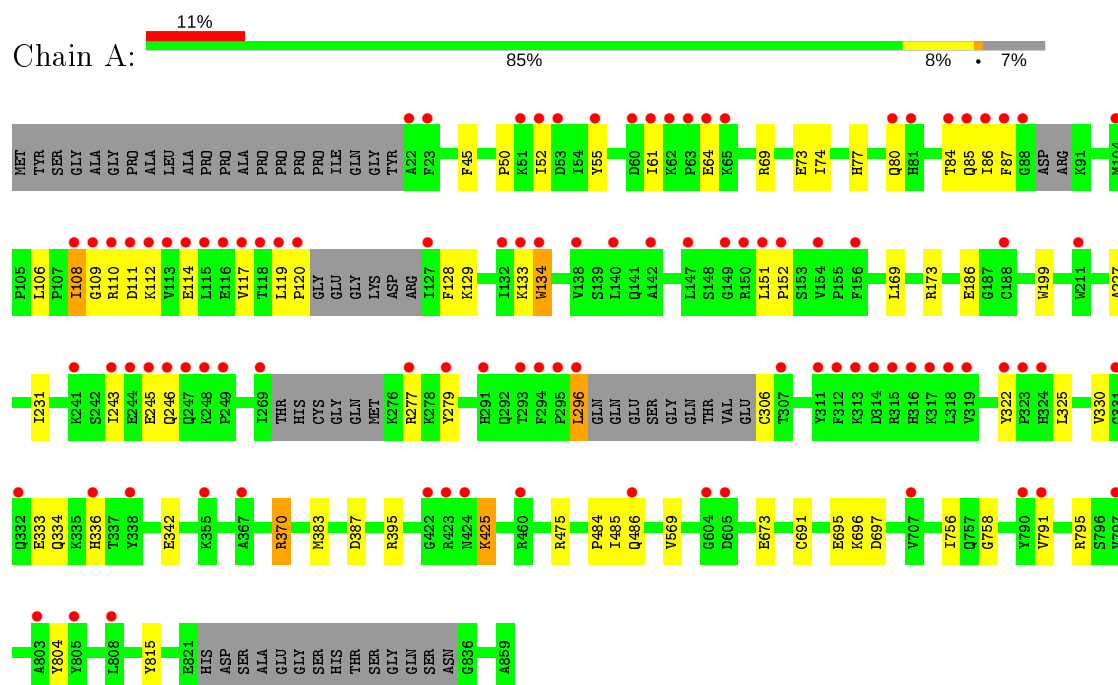 11%
Chain A:
85% 8% • 7%
MET TYR SER GLY ALA GLY PRO ALA LEU ALA PRO PRO ALA PRO PRO PRO PRO ILE GLN GLY TYR A22 F23 F45 P50 K51 I52 D53 I54 Y55 D60 I61 K62 P63 E64 K65 R69 E73 I74 H77 Q80 H81 T84 Q85 I86 F87 G88 ASP ARG K91 M104
P105 L106 P107 I108 G109 R110 D111 K112 V113 E114 L115 E116 V117 T118 L119 P120 GLY GLU GLY LYS ASP ARG I127 F128 K129 I132 K133 W134 V138 S139 L140 Q141 A142 L147 S148 G149 R150 L151 P152 S153 V154 P155 F156 L169 R173 E186 G187 C188 W199 W211 A227
I231 K241 S242 I243 E244 E245 Q246 Q247 K248 P249 I269 THR HIS CYS GLY GLN MET K276 R277 K278 Y279 H291 Q292 T293 F294 P295 L296 GLN GLN GLU SER GLY GLN THR VAL GLU C306 T307 Y311 F312 K313 D314 R315 H316 K317 L318 V319 Y322 P323 H324 L325 V330 G331
Q332 E333 Q334 K335 H336 T337 Y338 E342 K355 A367 R370 M383 D387 R395 G422 R423 N424 K425 R460 R475 P484 I485 Q486 V569 G604 D605 E673 C691 E695 K696 D697 V707 I756 Q757 G758 Y790 V791 R795 S796 V797
A803 Y804 Y805 L808 Y815 E821 HIS ASP SER ALA GLU GLY SER HIS THR SER GLY GLN SER ASN G836 A859